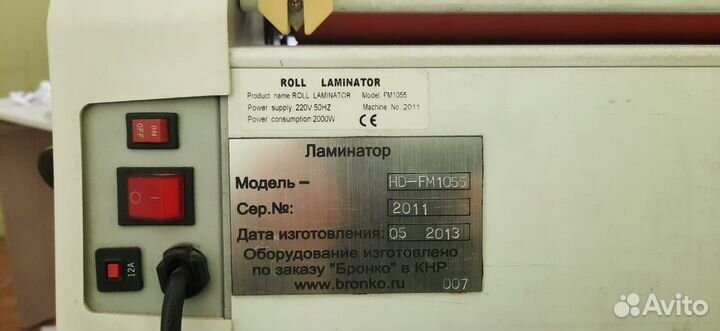 ROLL LAMINATOR
Product name:ROLL LAMINATOR Model FM1055
Power supply. 220V 50HZ Machine No.:2011
Power consumption:2000W CE
ON
OFF
12A
Ламинатор
Модель – HD-FM1055
Сер.№: 2011
Дата изготовления: 05 2013
Оборудование изготовлено
по заказу "Бронко" в КНР
www.bronko.ru 007
Avito